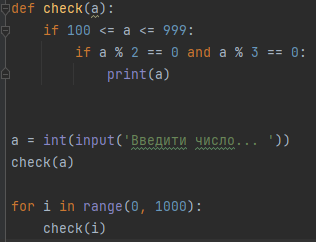 def check(a):
    if 100 <= a <= 999:
        if a % 2 == 0 and a % 3 == 0:
            print(a)
a = int(input('Введити число... '))
check(a)
for i in range(0, 1000):
    check(i)